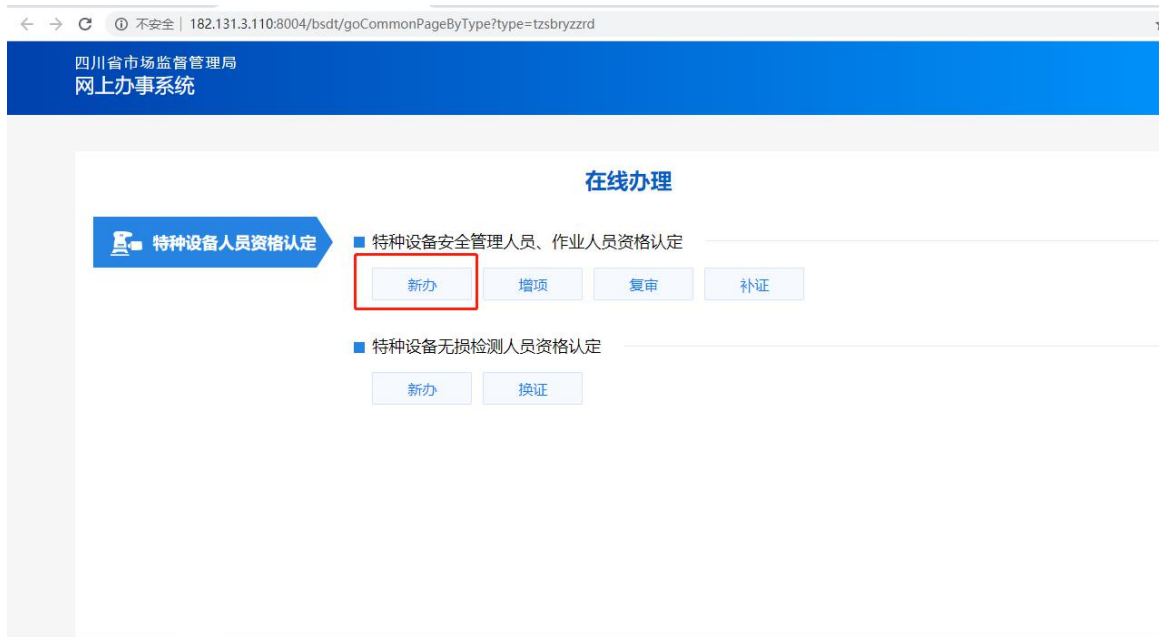 不安全 | 182.131.3.110:8004/bsdt/goCommonPageByType?type=tzsbryzzrd
四川省市场监督管理局
网上办事系统
在线办理
特种设备人员资格认定
特种设备安全管理人员、作业人员资格认定
新办 增项 复审 补证
特种设备无损检测人员资格认定
新办 换证